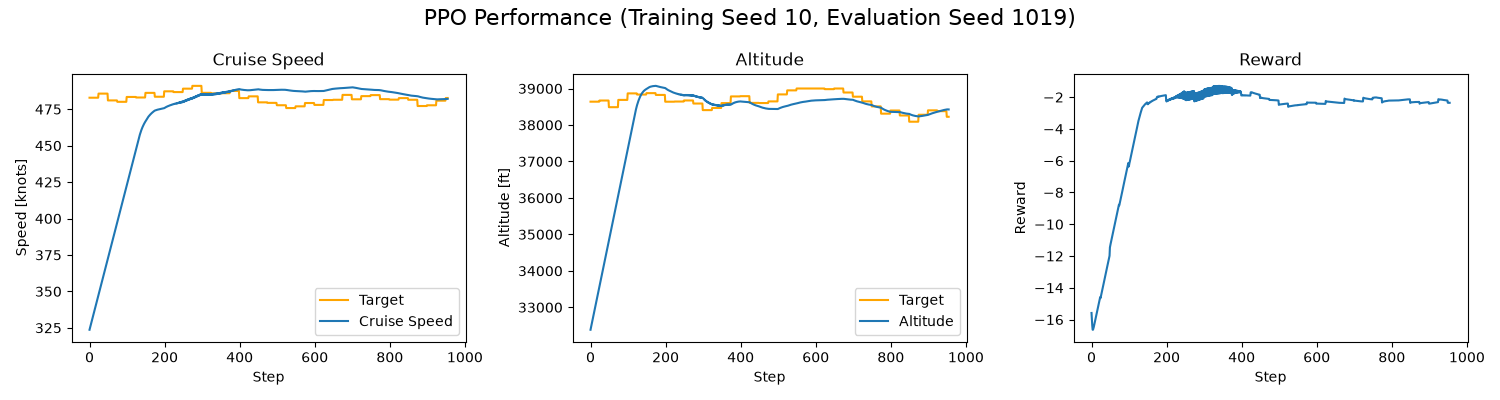 PPO Performance (Training Seed 10, Evaluation Seed 1019)
Cruise Speed
Speed [knots]
475
450
425
400
375
350
325
0 200 400 600 800 1000
Step
Target
Cruise Speed
Altitude
Altitude [ft]
39000
38000
37000
36000
35000
34000
33000
0 200 400 600 800 1000
Step
Target
Altitude
Reward
Reward
−2
−4
−6
−8
−10
−12
−14
−16
0 200 400 600 800 1000
Step